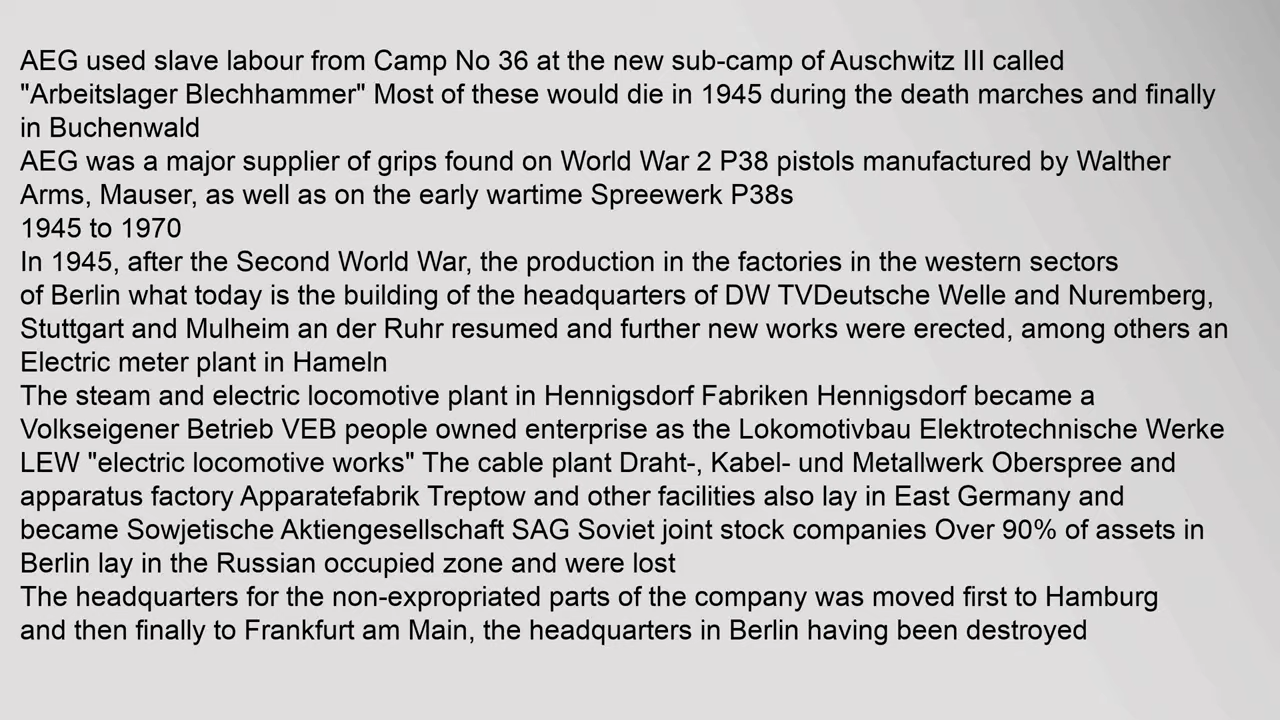 AEG used slave labour from Camp No 36 at the new sub-camp of Auschwitz III called
"Arbeitslager Blechhammer" Most of these would die in 1945 during the death marches and finally
in Buchenwald
AEG was a major supplier of grips found on World War 2 P38 pistols manufactured by Walther
Arms, Mauser, as well as on the early wartime Spreewerk P38s
1945 to 1970
In 1945, after the Second World War, the production in the factories in the western sectors
of Berlin what today is the building of the headquarters of DW TVDeutsche Welle and Nuremberg,
Stuttgart and Mulheim an der Ruhr resumed and further new works were erected, among others an
Electric meter plant in Hameln
The steam and electric locomotive plant in Hennigsdorf Fabriken Hennigsdorf became a
Volkseigener Betrieb VEB people owned enterprise as the Lokomotivbau Elektrotechnische Werke
LEW "electric locomotive works" The cable plant Draht-, Kabel- und Metallwerk Oberspree and
apparatus factory Apparatefabrik Treptow and other facilities also lay in East Germany and
became Sowjetische Aktiengesellschaft SAG Soviet joint stock companies Over 90% of assets in
Berlin lay in the Russian occupied zone and were lost
The headquarters for the non-expropriated parts of the company was moved first to Hamburg
and then finally to Frankfurt am Main, the headquarters in Berlin having been destroyed